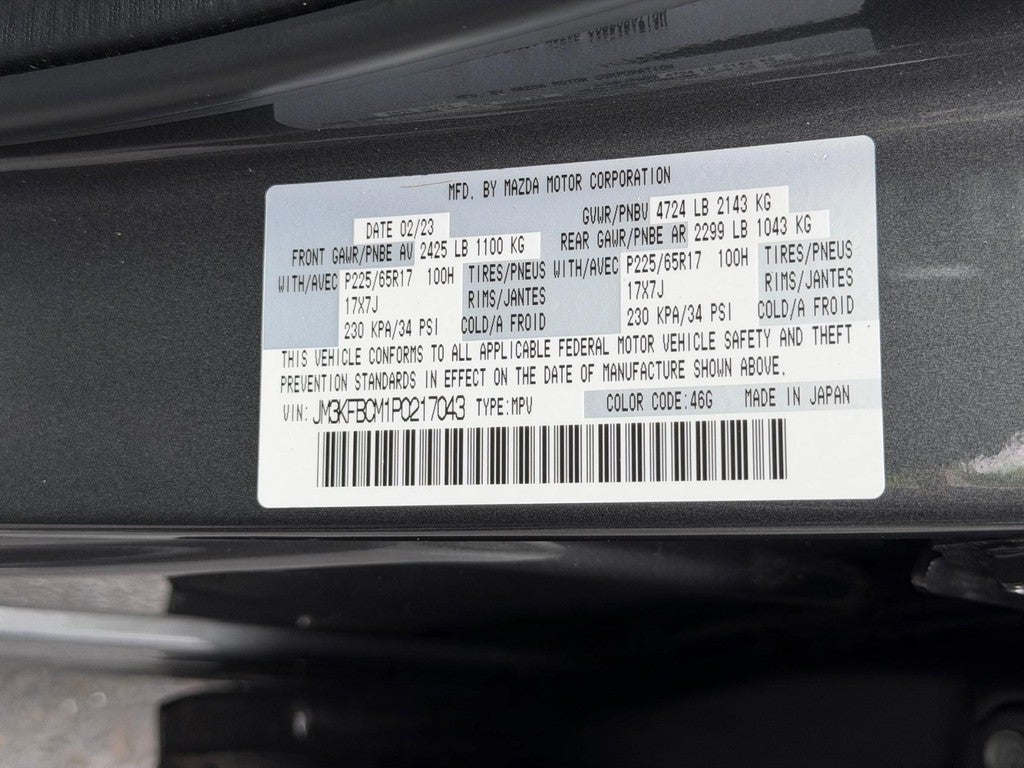 MFD. BY MAZDA MOTOR CORPORATION
DATE 02/23 GVWR/PNBV 4724 LB 2143 KG
FRONT GAWR/PNBE AV 2425 LB 1100 KG REAR GAWR/PNBE AR 2299 LB 1043 KG
WITH/AVEC P225/65R17 100H TIRES/PNEUS WITH/AVEC P225/65R17 100H TIRES/PNEUS
17X7J RIMS/JANTES 17X7J RIMS/JANTES
230 KPA/34 PSI COLD/A FROID 230 KPA/34 PSI COLD/A FROID
THIS VEHICLE CONFORMS TO ALL APPLICABLE FEDERAL MOTOR VEHICLE SAFETY AND THEFT
PREVENTION STANDARDS IN EFFECT ON THE DATE OF MANUFACTURE SHOWN ABOVE.
VIN: JM3KFBCM1P0217043 TYPE:MPV COLOR CODE:46G MADE IN JAPAN